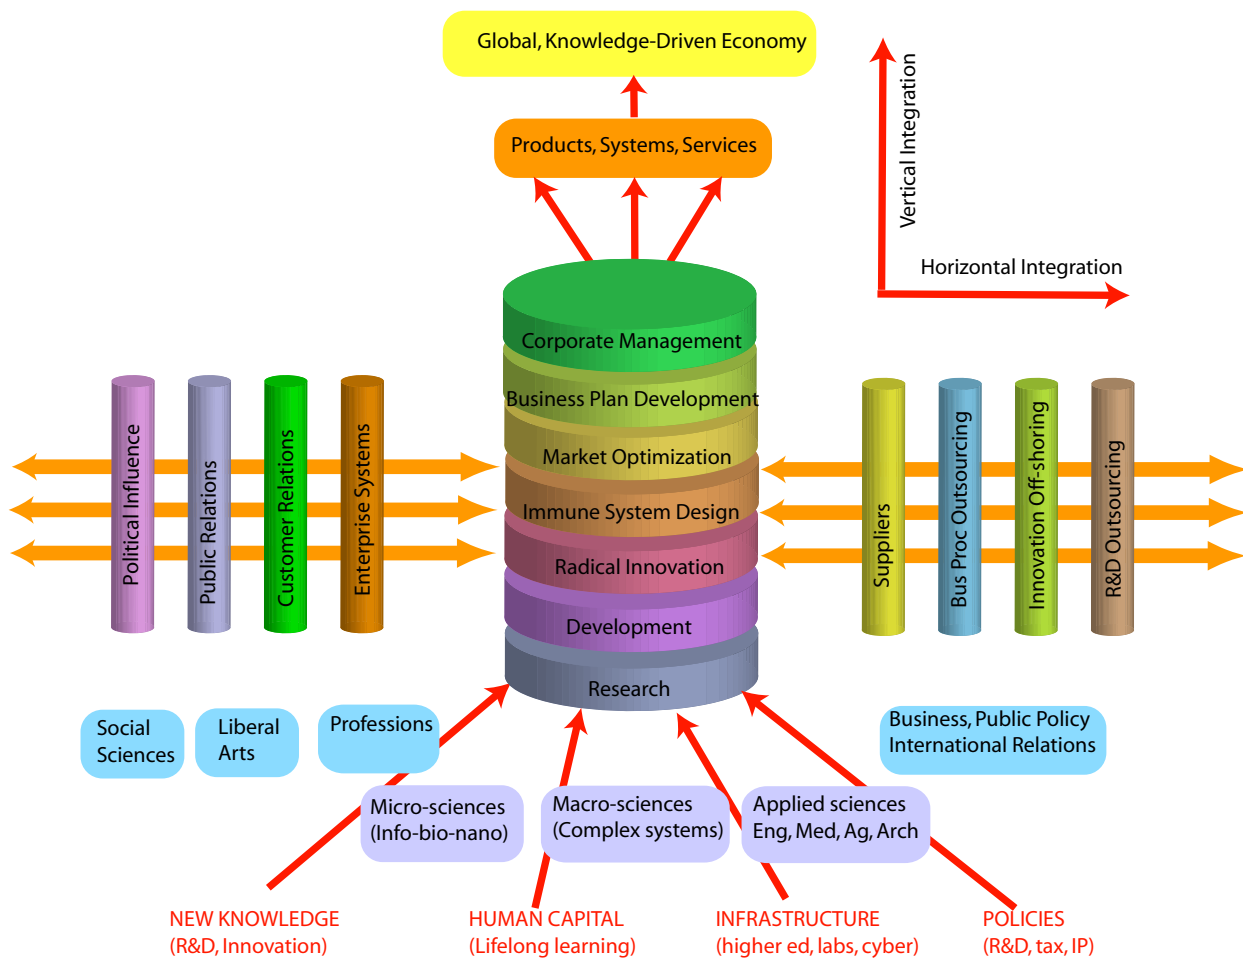 Global, Knowledge-Driven Economy
Products, Systems, Services
Vertical Integration
Horizontal Integration
Corporate Management
Business Plan Development
Market Optimization
Immune System Design
Radical Innovation
Development
Research
Political Influence
Public Relations
Customer Relations
Enterprise Systems
Suppliers
Bus Proc Outsourcing
Innovation Off-shoring
R&D Outsourcing
Social
Sciences
Liberal
Arts
Professions
Business, Public Policy
International Relations
Micro-sciences
(Info-bio-nano)
Macro-sciences
(Complex systems)
Applied sciences
Eng, Med, Ag, Arch
NEW KNOWLEDGE
(R&D, Innovation)
HUMAN CAPITAL
(Lifelong learning)
INFRASTRUCTURE
(higher ed, labs, cyber)
POLICIES
(R&D, tax, IP)